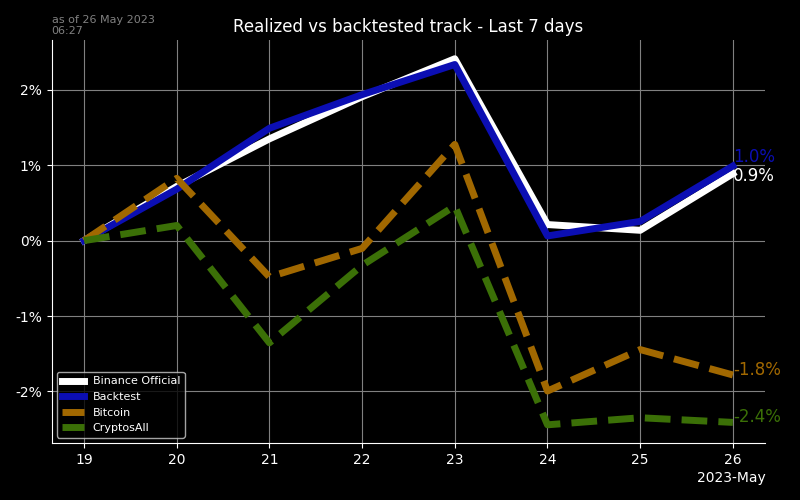 as of 26 May 2023
06:27
Realized vs backtested track - Last 7 days
2%
1%
0%
-1%
-2%
1.0%
0.9%
-1.8%
-2.4%
Binance Official
Backtest
Bitcoin
CryptosAll
19 20 21 22 23 24 25 26
2023-May